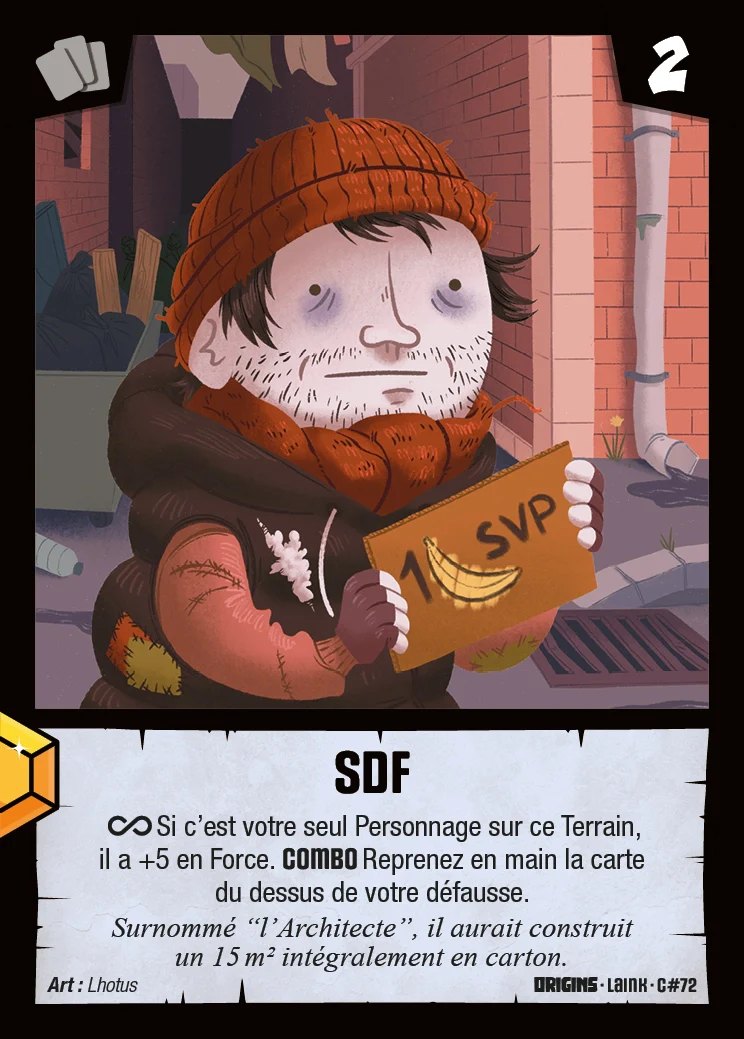 2
1 SVP
SDF
∞ Si c’est votre seul Personnage sur ce Terrain,
il a +5 en Force. COMBO Reprenez en main la carte
du dessus de votre défausse.
Surnommé “l’Architecte”, il aurait construit
un 15 m² intégralement en carton.
Art : Lhotus
ORIGINS · LAINK · C#72